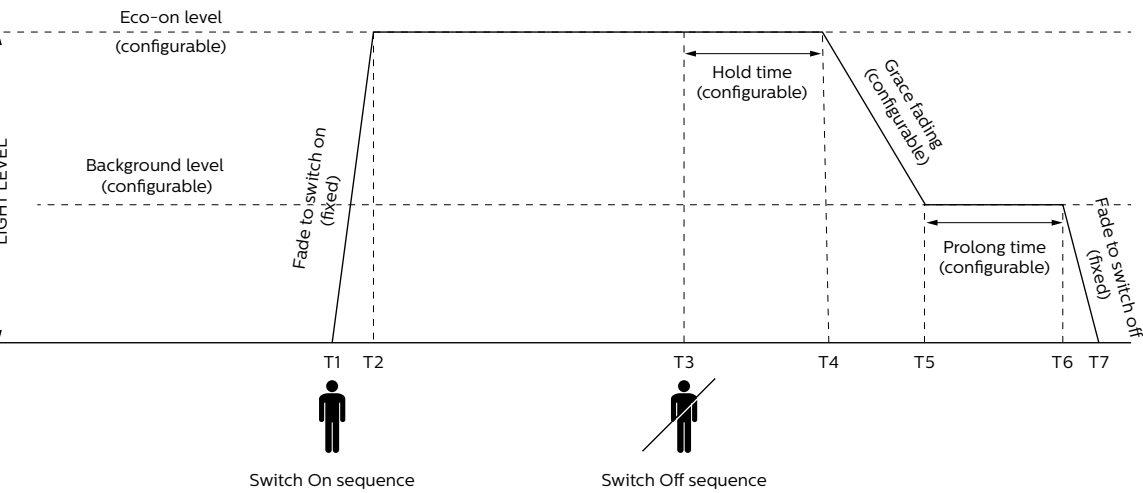 Eco-on level
(configurable)
Hold time
(configurable)
Grace fading
(configurable)
LIGHT LEVEL
Background level
(configurable)
Fade to switch on
(fixed)
Prolong time
(configurable)
Fade to switch off
(fixed)
T1 T2 T3 T4 T5 T6 T7
Switch On sequence Switch Off sequence